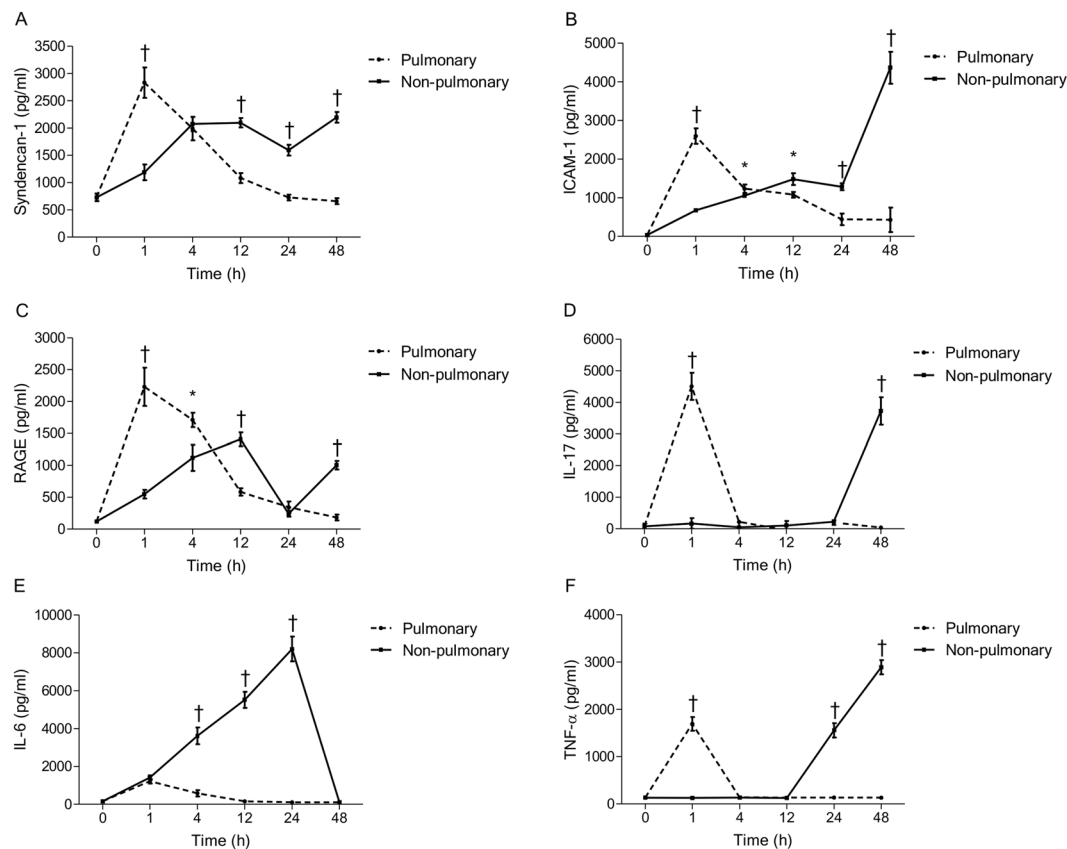 A
3500
3000
2500
2000
1500
1000
500
0
Syndencan-1 (pg/ml)
†
†
†
†
0 1 4 12 24 48
Time (h)
Pulmonary
Non-pulmonary
B
5000
4000
3000
2000
1000
0
ICAM-1 (pg/ml)
†
*
*
†
†
0 1 4 12 24 48
Time (h)
Pulmonary
Non-pulmonary
C
3000
2500
2000
1500
1000
500
0
RAGE (pg/ml)
†
*
†
†
0 1 4 12 24 48
Time (h)
Pulmonary
Non-pulmonary
D
6000
5000
4000
3000
2000
1000
0
IL-17 (pg/ml)
†
†
0 1 4 12 24 48
Time (h)
Pulmonary
Non-pulmonary
E
10000
8000
6000
4000
2000
0
IL-6 (pg/ml)
†
†
†
0 1 4 12 24 48
Time (h)
Pulmonary
Non-pulmonary
F
4000
3000
2000
1000
0
TNF-α (pg/ml)
†
†
†
0 1 4 12 24 48
Time (h)
Pulmonary
Non-pulmonary